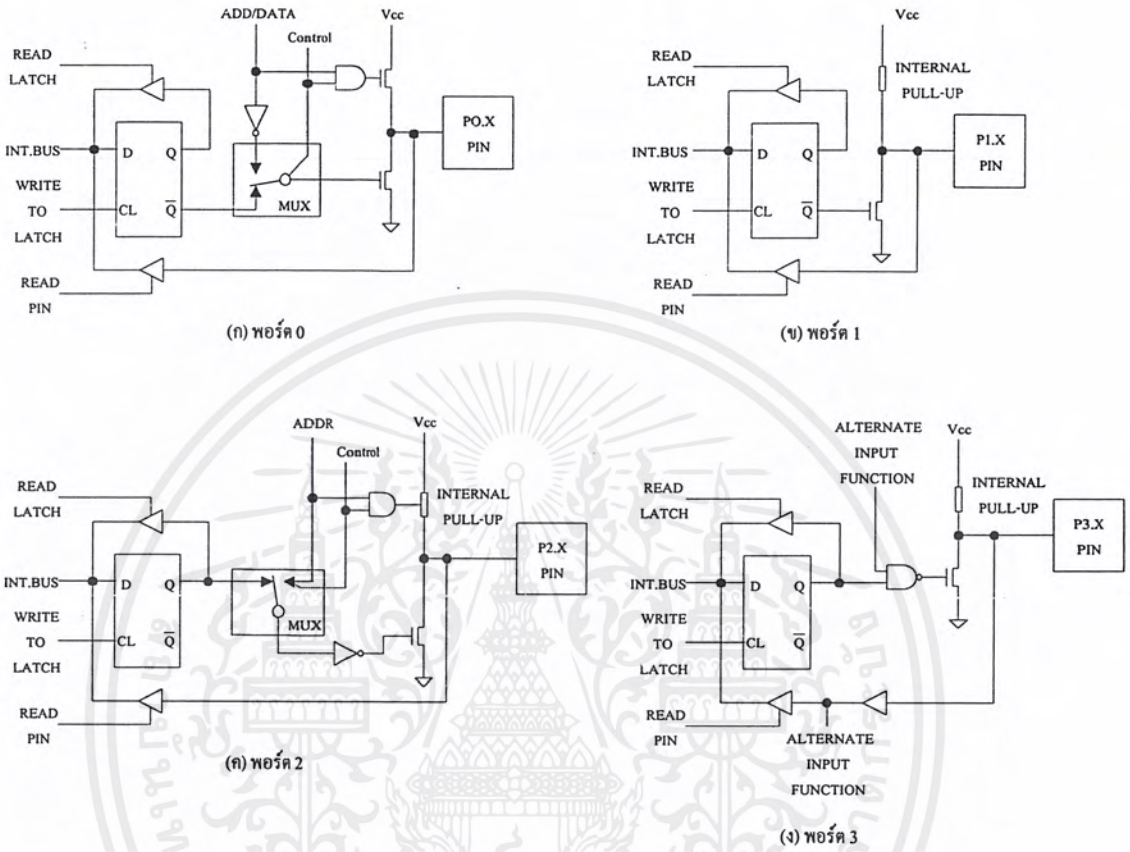 ADD/DATA
Vcc
Control
READ
LATCH
INT.BUS
D
Q
WRITE
TO
LATCH
CL
Q
MUX
READ
PIN
PO.X
PIN
(ก) พอร์ต 0
Vcc
READ
LATCH
INTERNAL
PULL-UP
INT.BUS
D
Q
WRITE
TO
LATCH
CL
Q
READ
PIN
P1.X
PIN
(ข) พอร์ต 1
ADDR
Vcc
Control
READ
LATCH
INTERNAL
PULL-UP
INT.BUS
D
Q
WRITE
TO
LATCH
CL
Q
MUX
READ
PIN
P2.X
PIN
(ค) พอร์ต 2
ALTERNATE
INPUT
FUNCTION
Vcc
READ
LATCH
INTERNAL
PULL-UP
INT.BUS
D
Q
WRITE
TO
LATCH
CL
Q
READ
PIN
ALTERNATE
INPUT
FUNCTION
P3.X
PIN
(ง) พอร์ต 3